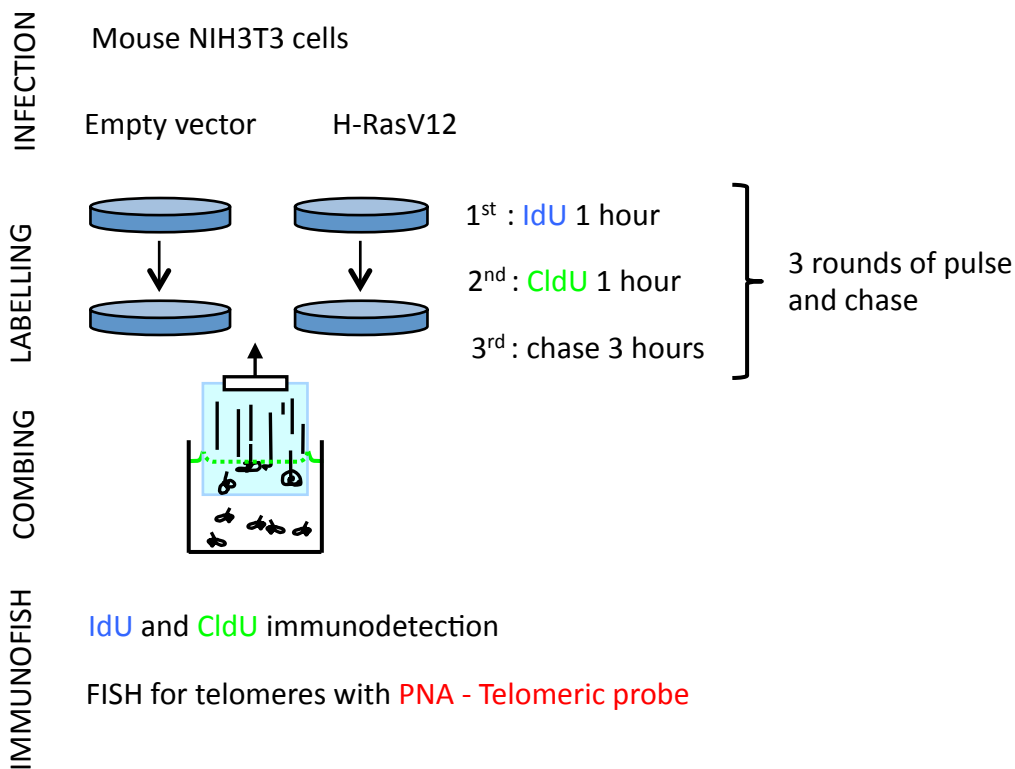 INFECTION
Mouse NIH3T3 cells
Empty vector
H-RasV12
LABELLING
1st : IdU 1 hour
2nd : CldU 1 hour
3rd : chase 3 hours
3 rounds of pulse
and chase
COMBING
IMMUNOFISH
IdU and CldU immunodetection
FISH for telomeres with PNA - Telomeric probe